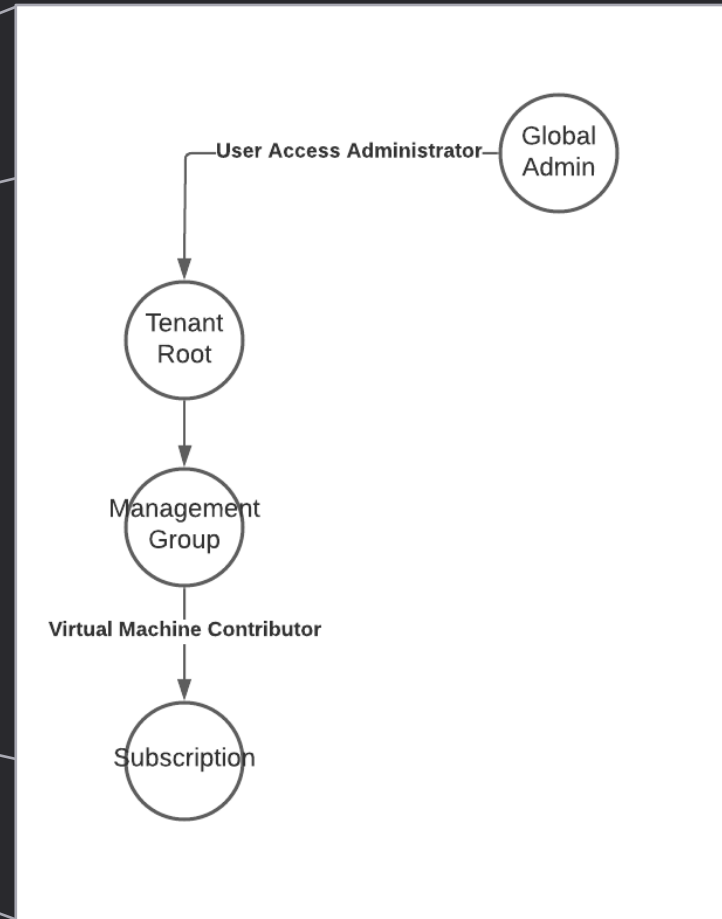 Global
Admin
User Access Administrator
Tenant
Root
Management
Group
Virtual Machine Contributor
Subscription